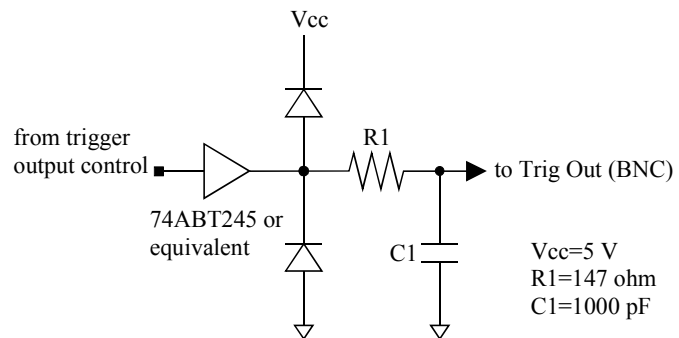 Vcc
from trigger
output control
R1
to Trig Out (BNC)
74ABT245 or
equivalent
C1
Vcc=5 V
R1=147 ohm
C1=1000 pF